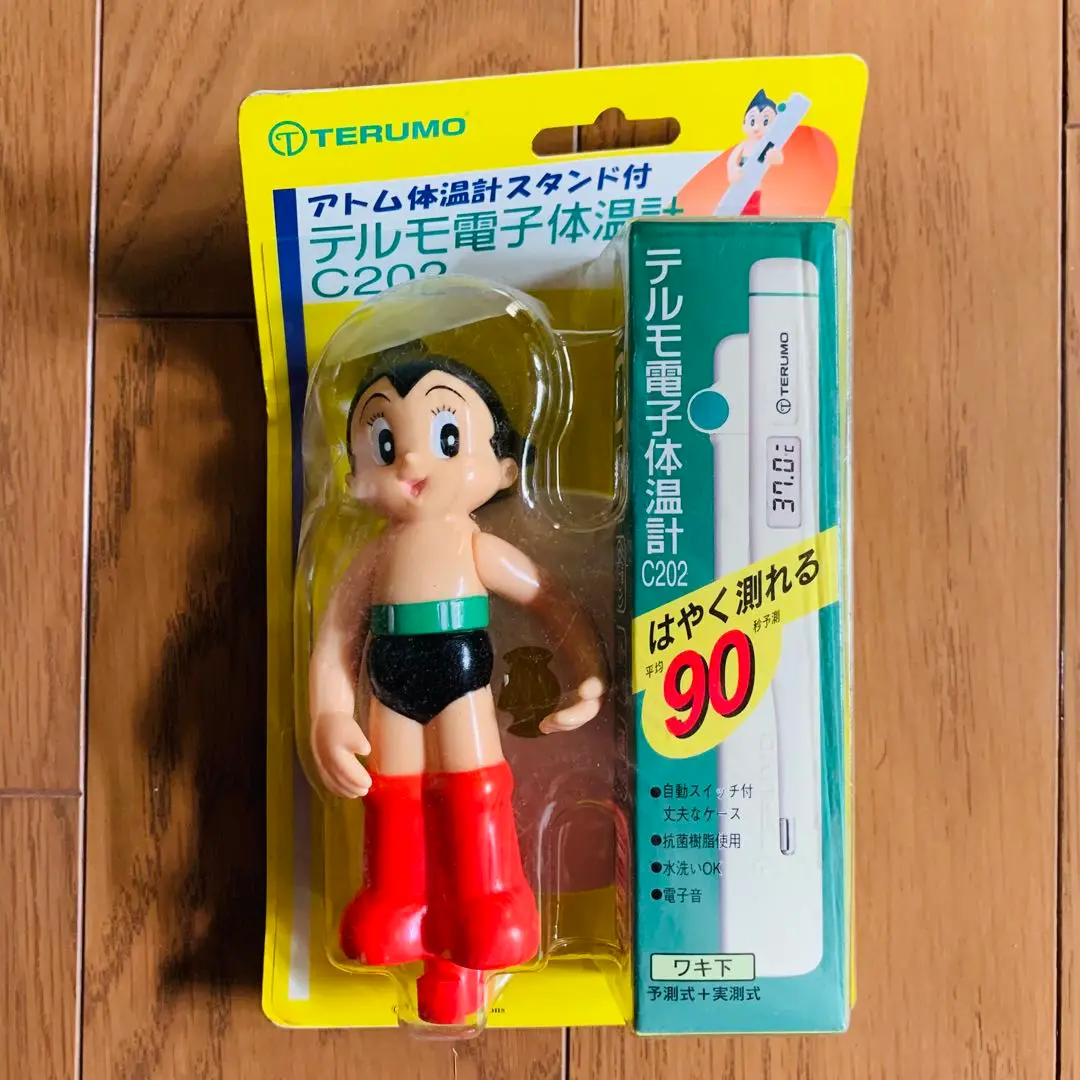 TERUMO
アトム体温計スタンド付
テルモ電子体温計
C202
テルモ電子体温計
C202
TERUMO
37.0℃
はやく測れる
平均90秒予測
●自動スイッチ付
丈夫なケース
●抗菌樹脂使用
●水洗いOK
●電子音
ワキ下
予測式+実測式